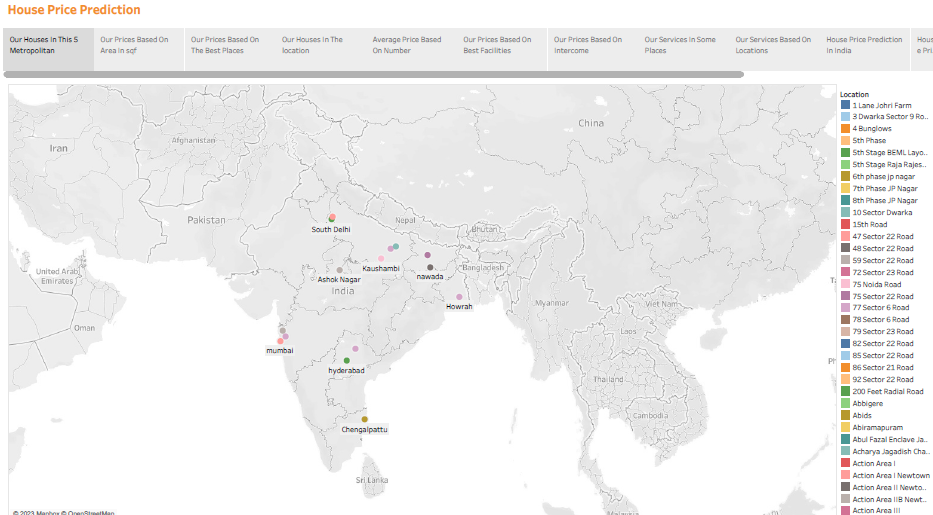 House Price Prediction
Our Houses In This 5
Metropolitan
Our Prices Based On
Area In sqf
Our Prices Based On
The Best Places
Our Houses In The
location
Average Price Based
On Number
Our Prices Based On
Best Facilities
Our Prices Based On
Intercome
Our Services In Some
Places
Our Services Based On
Locations
House Price Prediction
In India
Hous
e Pri
Iran
Afghanistan
China
Pakistan
Nepal
Bhutan
South Delhi
Kaushambi
nawada
Bangladesh
United Arab
Emirates
Ashok Nagar
India
Howrah
Myanmar
Viet Nam
Oman
Laos
mumbai
hyderabad
Thailand
Cambodia
Chengalpattu
Sri Lanka
Malaysia
Ta
Ph
© 2023 Mapbox © OpenStreetMap
Location
1 Lane Johri Farm
3 Dwarka Sector 9 Ro..
4 Bunglows
5th Phase
5th Stage BEML Layo..
5th Stage Raja Rajes..
6th phase jp nagar
7th Phase JP Nagar
8th Phase JP Nagar
10 Sector Dwarka
15th Road
47 Sector 22 Road
48 Sector 22 Road
59 Sector 22 Road
72 Sector 23 Road
75 Noida Road
75 Sector 22 Road
77 Sector 6 Road
78 Sector 6 Road
79 Sector 23 Road
82 Sector 22 Road
85 Sector 22 Road
86 Sector 21 Road
92 Sector 22 Road
200 Feet Radial Road
Abbigere
Abids
Abiramapuram
Abul Fazal Enclave Ja..
Acharya Jagadish Cha..
Action Area I
Action Area I Newtown
Action Area II Newto..
Action Area IIB Newt..
Action Area III